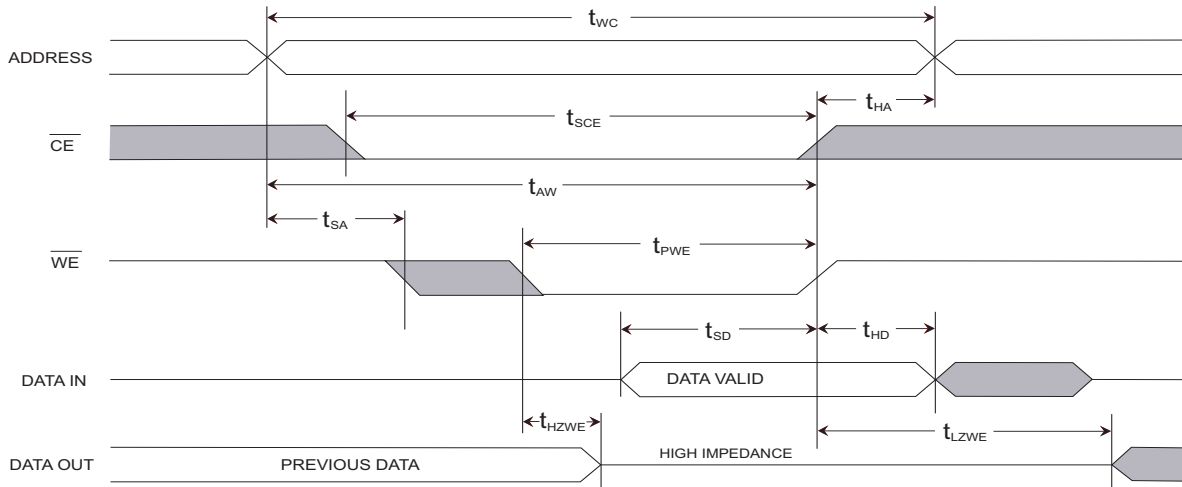 tWC
ADDRESS
tHA
tSCE
CE
tAW
tSA
tPWE
WE
tSD
tHD
DATA IN
DATA VALID
tHZWE
tLZWE
DATA OUT
PREVIOUS DATA
HIGH IMPEDANCE